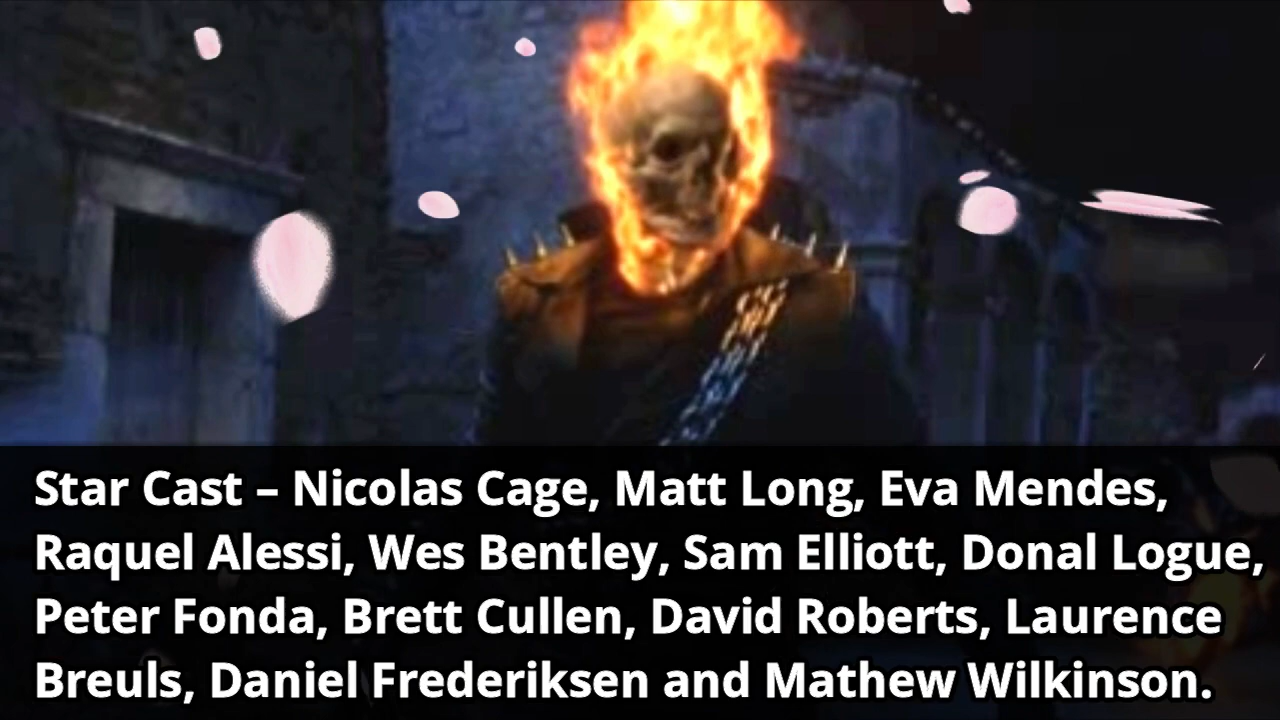 Star Cast – Nicolas Cage, Matt Long, Eva Mendes,
Raquel Alessi, Wes Bentley, Sam Elliott, Donal Logue,
Peter Fonda, Brett Cullen, David Roberts, Laurence
Breuls, Daniel Frederiksen and Mathew Wilkinson.